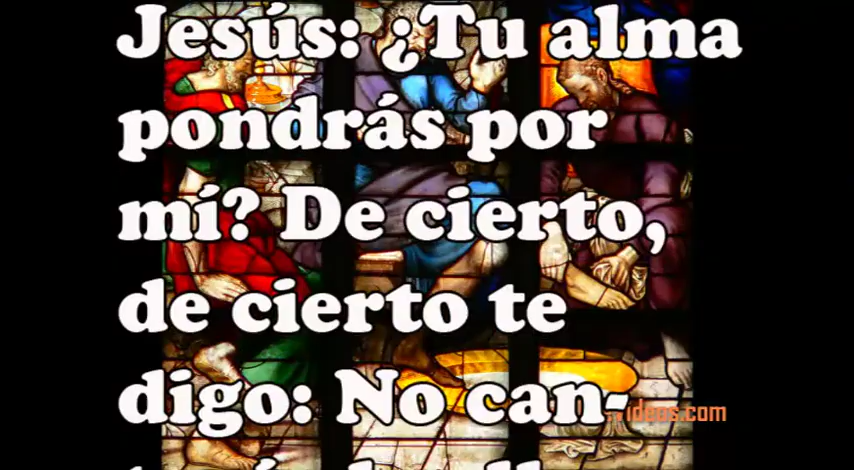 Jesús: ¿Tu alma
pondrás por
mí? De cierto,
de cierto te
digo: No can-
ideos.com